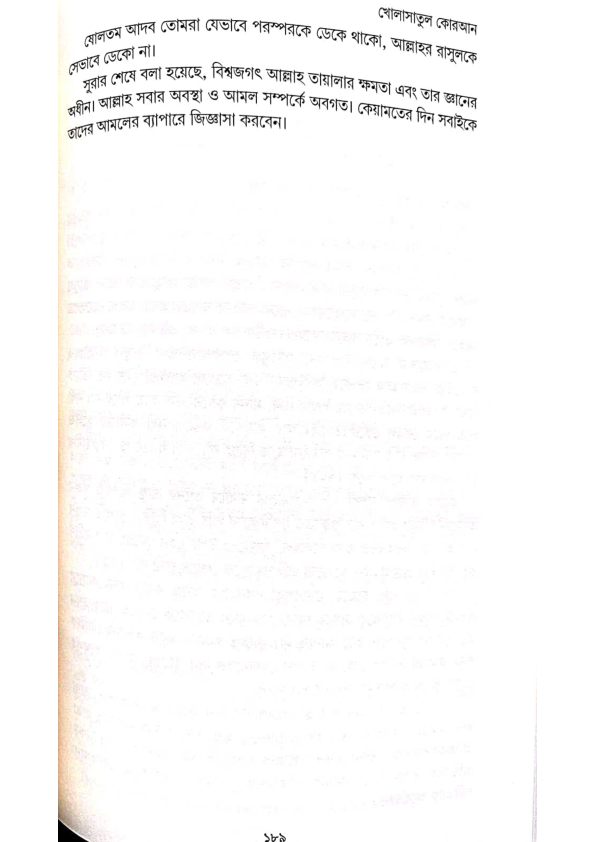 খোলাসাতুল কোরআন
ষোলতম আদব তোমরা যেভাবে পরস্পরকে ডেকে থাকো, আল্লাহর রাসুলকে
সেভাবে ডেকো না।
সুরার শেষে বলা হয়েছে, বিশ্বজগৎ আল্লাহ তায়ালার ক্ষমতা এবং তার জ্ঞানের
অধীন। আল্লাহ সবার অবস্থা ও আমল সম্পর্কে অবগত। কেয়ামতের দিন সবাইকে
তাদের আমলের ব্যাপারে জিজ্ঞাসা করবেন।
১৮৯